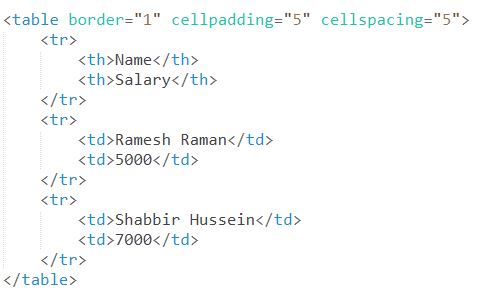 <table border="1" cellpadding="5" cellspacing="5">
    <tr>
        <th>Name</th>
        <th>Salary</th>
    </tr>
    <tr>
        <td>Ramesh Raman</td>
        <td>5000</td>
    </tr>
    <tr>
        <td>Shabbir Hussein</td>
        <td>7000</td>
    </tr>
</table>